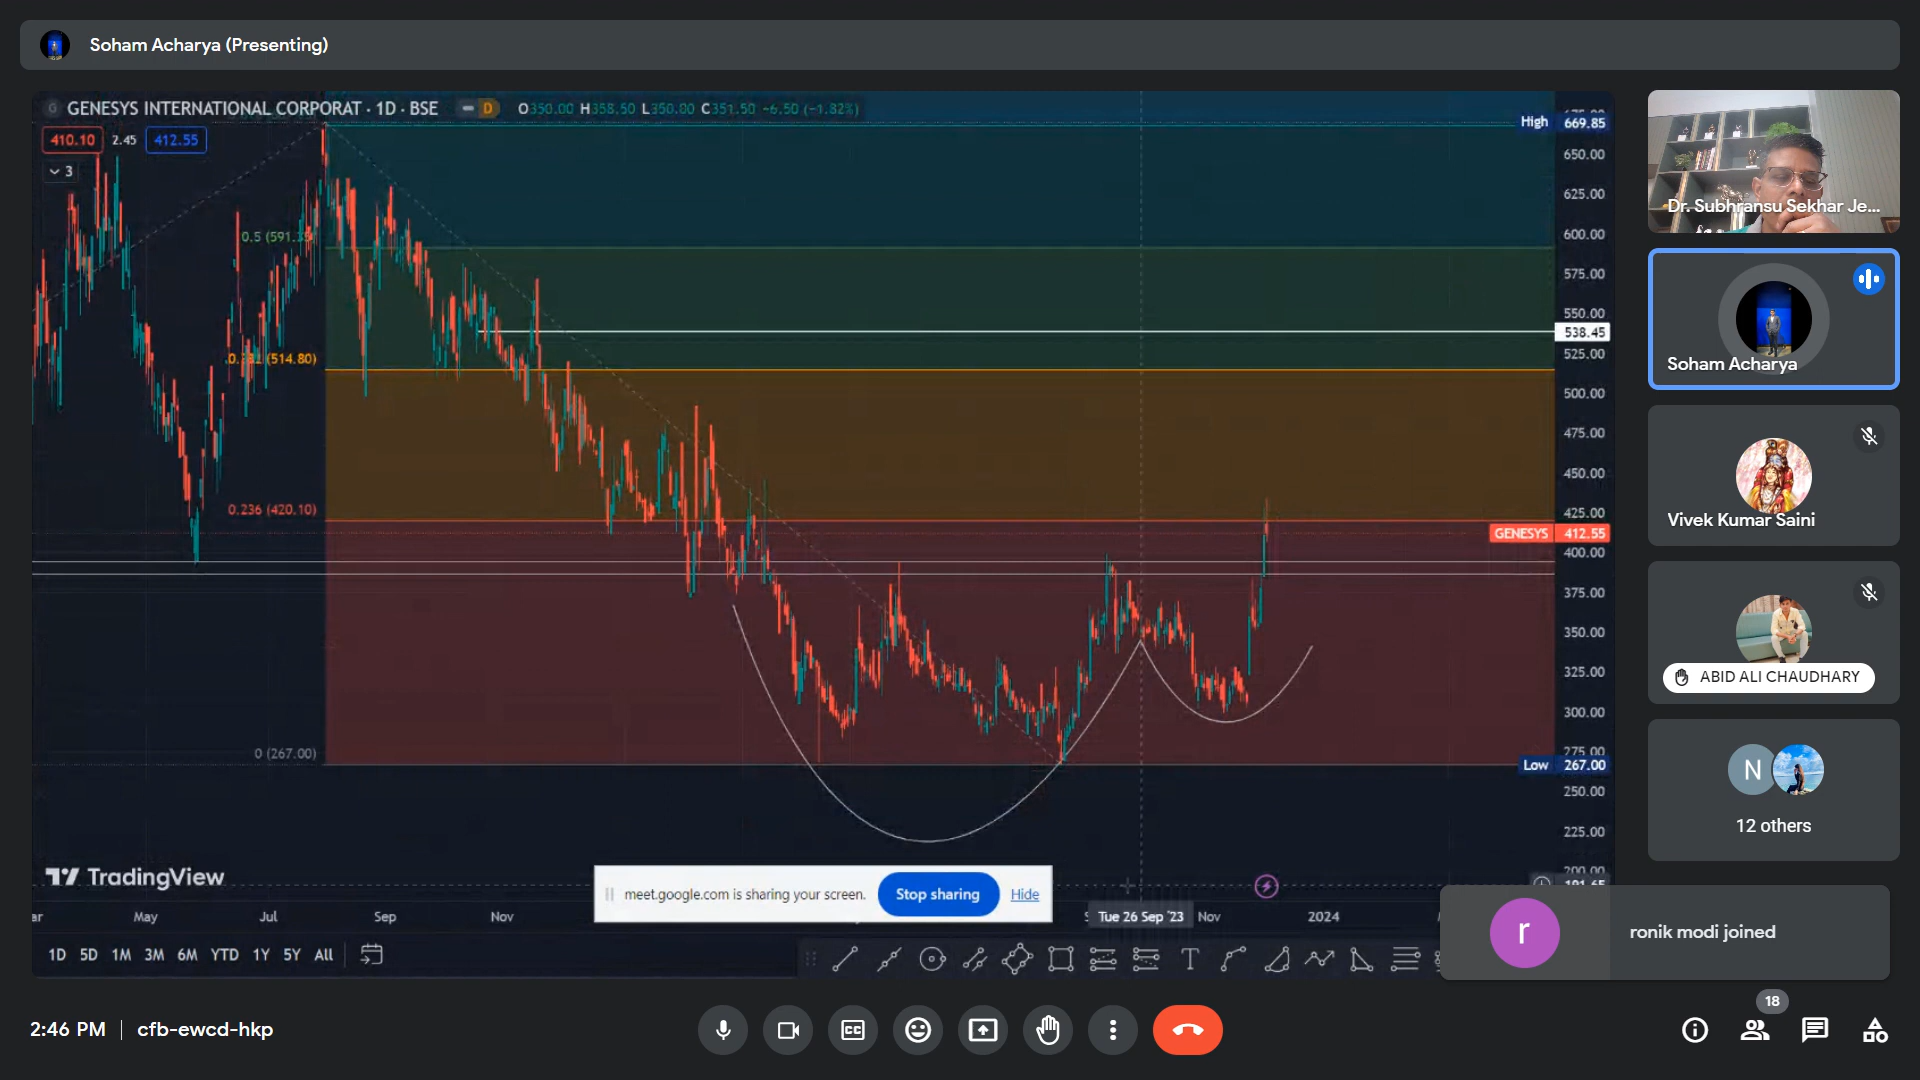 Soham Acharya (Presenting)
GENESYS INTERNATIONAL CORPORAT · 1D · BSE D O350.00 H358.50 L350.00 C351.50 −6.50 (−1.82%)
410.10 2.45 412.55
3
High 669.85
650.00
625.00
600.00
575.00
550.00
538.45
525.00
500.00
475.00
450.00
425.00
GENESYS 412.55
400.00
375.00
350.00
325.00
300.00
275.00
Low 267.00
250.00
225.00
200.00
0.5 (591.
(514.80)
0.236 (420.10)
0 (267.00)
TradingView
meet.google.com is sharing your screen. Stop sharing Hide
ar May Jul Sep Nov Tue 26 Sep '23 Nov 2024
1D 5D 1M 3M 6M YTD 1Y 5Y All
T
Dr. Subhransu Sekhar Je...
Soham Acharya
Vivek Kumar Saini
ABID ALI CHAUDHARY
N
12 others
r ronik modi joined
2:46 PM | cfb-ewcd-hkp
CC
18